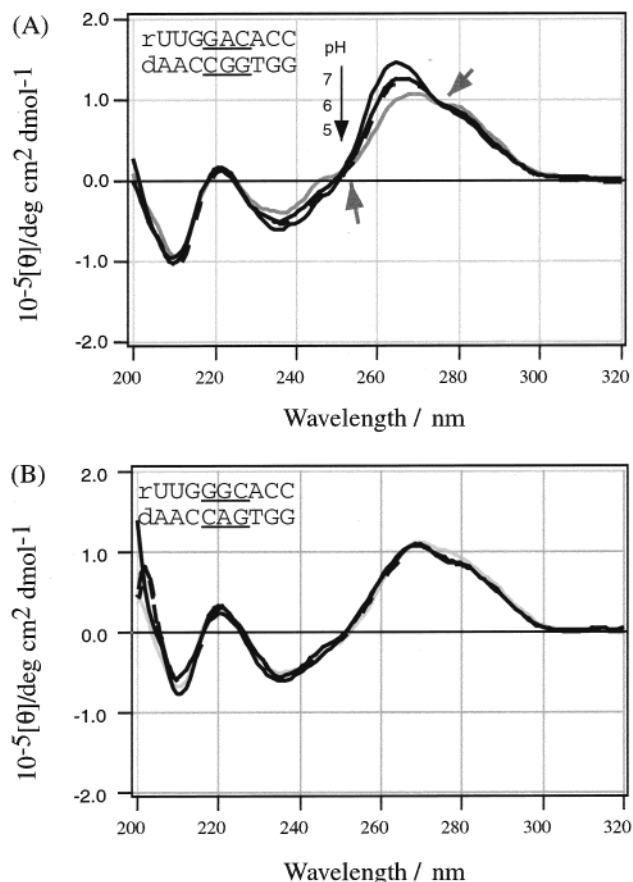 (A)
10-5[θ]/deg cm2 dmol-1
2.0
1.0
0.0
-1.0
-2.0
rUUGGACACC
dAACCGGTGG
pH
7
6
5
200 220 240 260 280 300 320
Wavelength / nm
(B)
10-5[θ]/deg cm2 dmol-1
2.0
1.0
0.0
-1.0
-2.0
rUUGGGCACC
dAACCAGTGG
200 220 240 260 280 300 320
Wavelength / nm